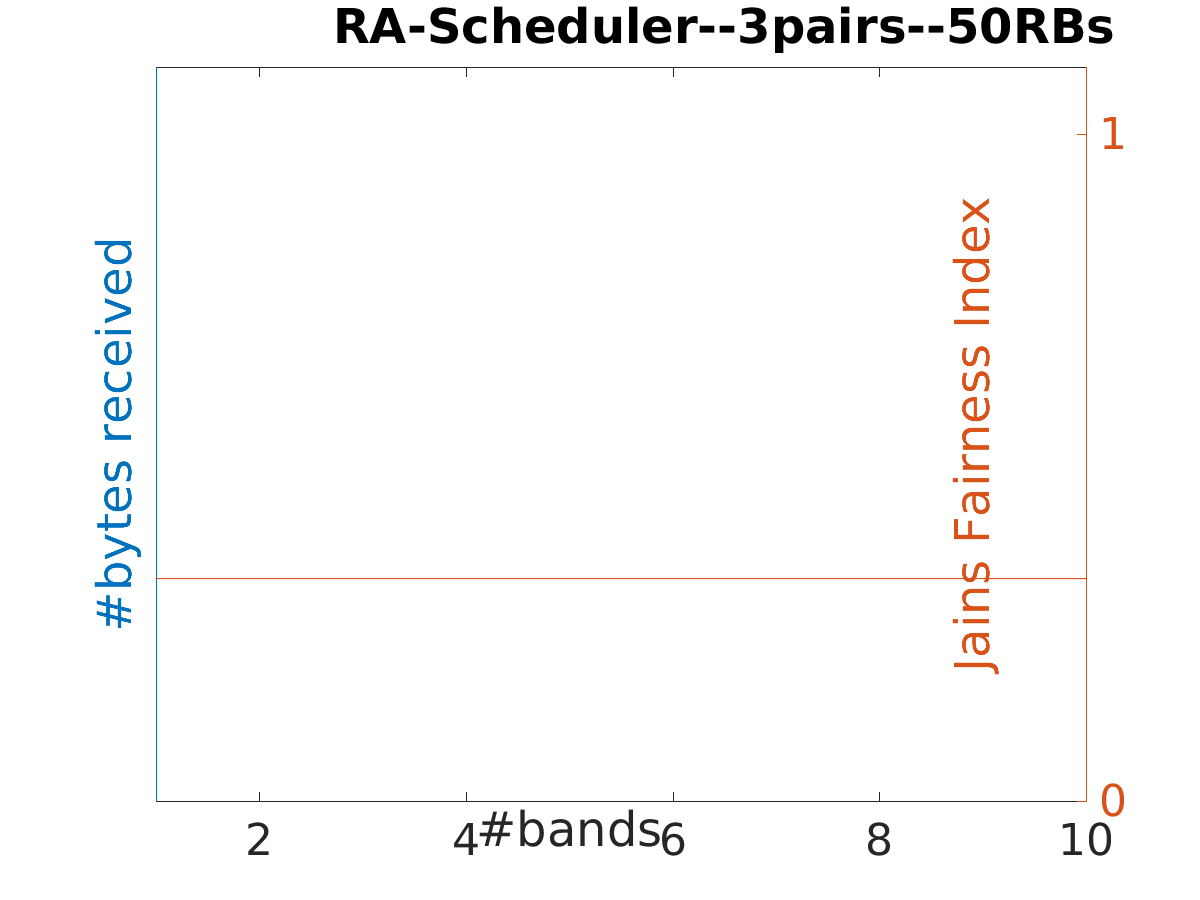 RA-Scheduler--3pairs--50RBs
#bytes received
Jains Fairness Index
1
0
2
4
6
8
10
#bands